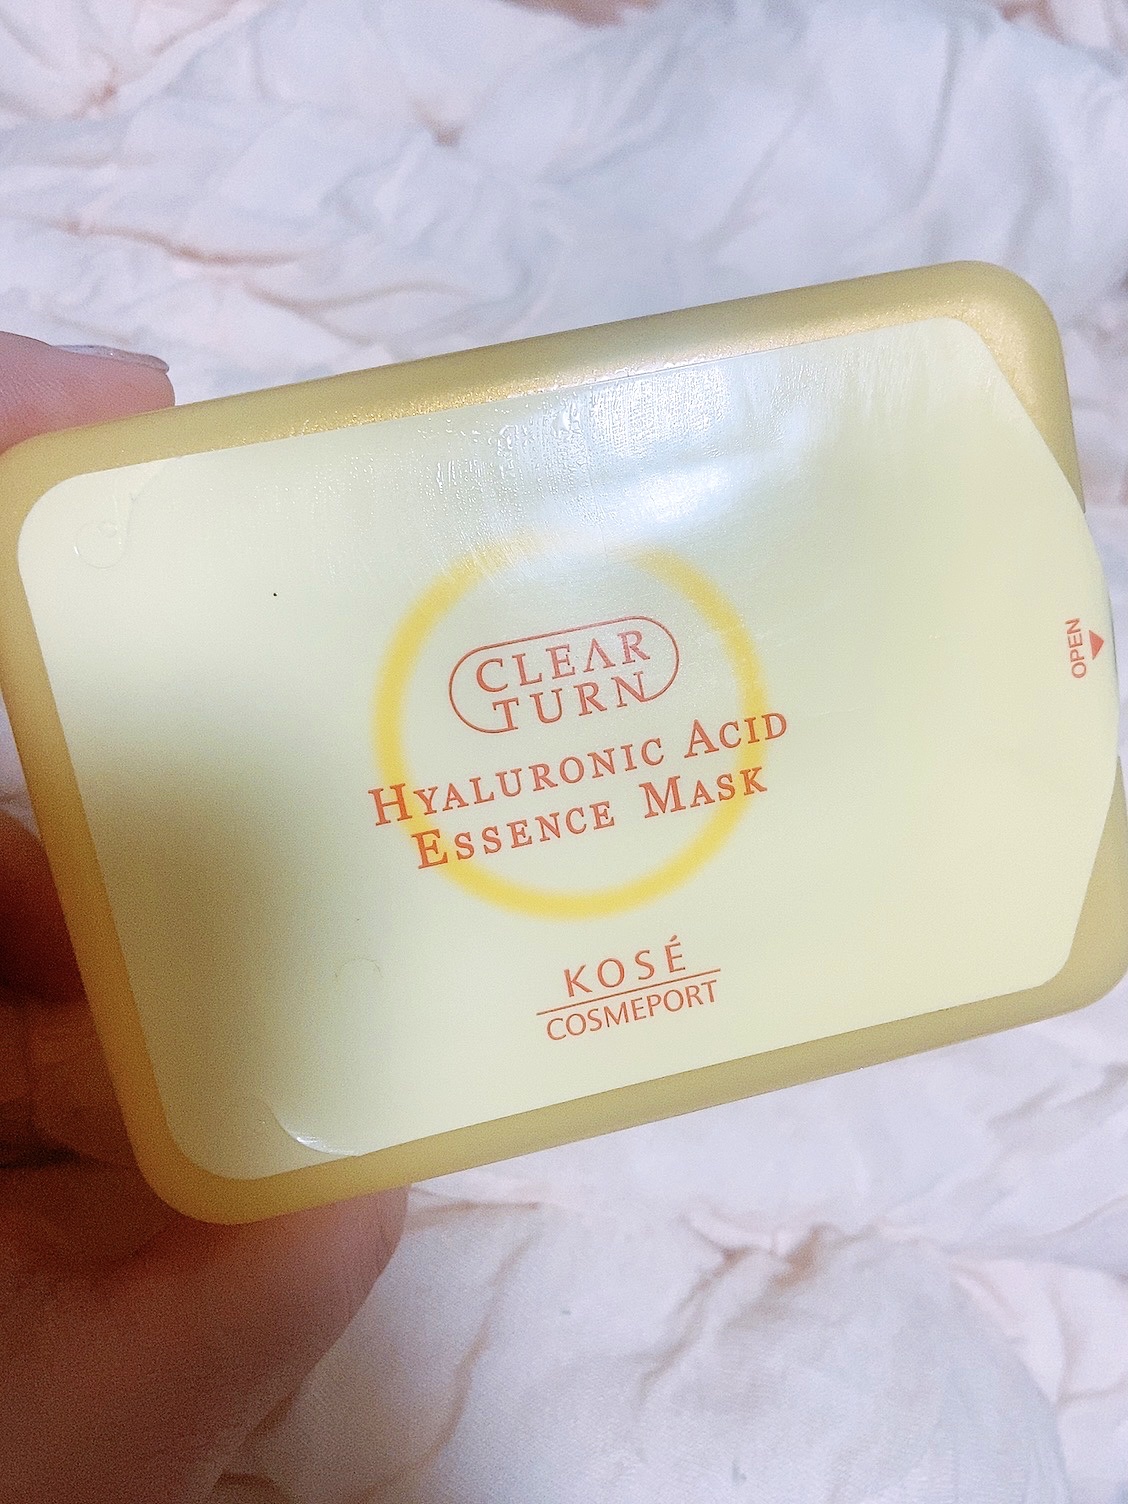 CLEAR
TURN
HYALURONIC ACID
ESSENCE MASK
KOSÉ
COSMEPORT
OPEN